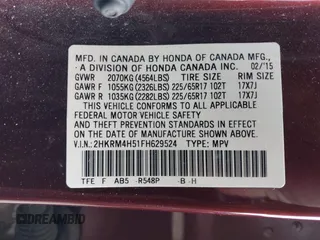 MFD. IN CANADA BY HONDA OF CANADA MFG.,
- A DIVISION OF HONDA CANADA INC. 02/15
GVWR 2070KG (4564LBS) TIRE SIZE RIM SIZE
GAWR F 1055KG (2326LBS) 225/65R17 102T 17X7J
GAWR R 1035KG (2282LBS) 225/65R17 102T 17X7J
THIS VEHICLE CONFORMS TO ALL APPLICABLE
FEDERAL MOTOR VEHICLE SAFETY AND
THEFT PREVENTION STANDARDS IN EFFECT ON
THE DATE OF MANUFACTURE SHOWN ABOVE.
V.I.N.: 2HKRM4H51FH629524 TYPE: MPV
TFE F AB5 R548P -B-H
DREAMBID